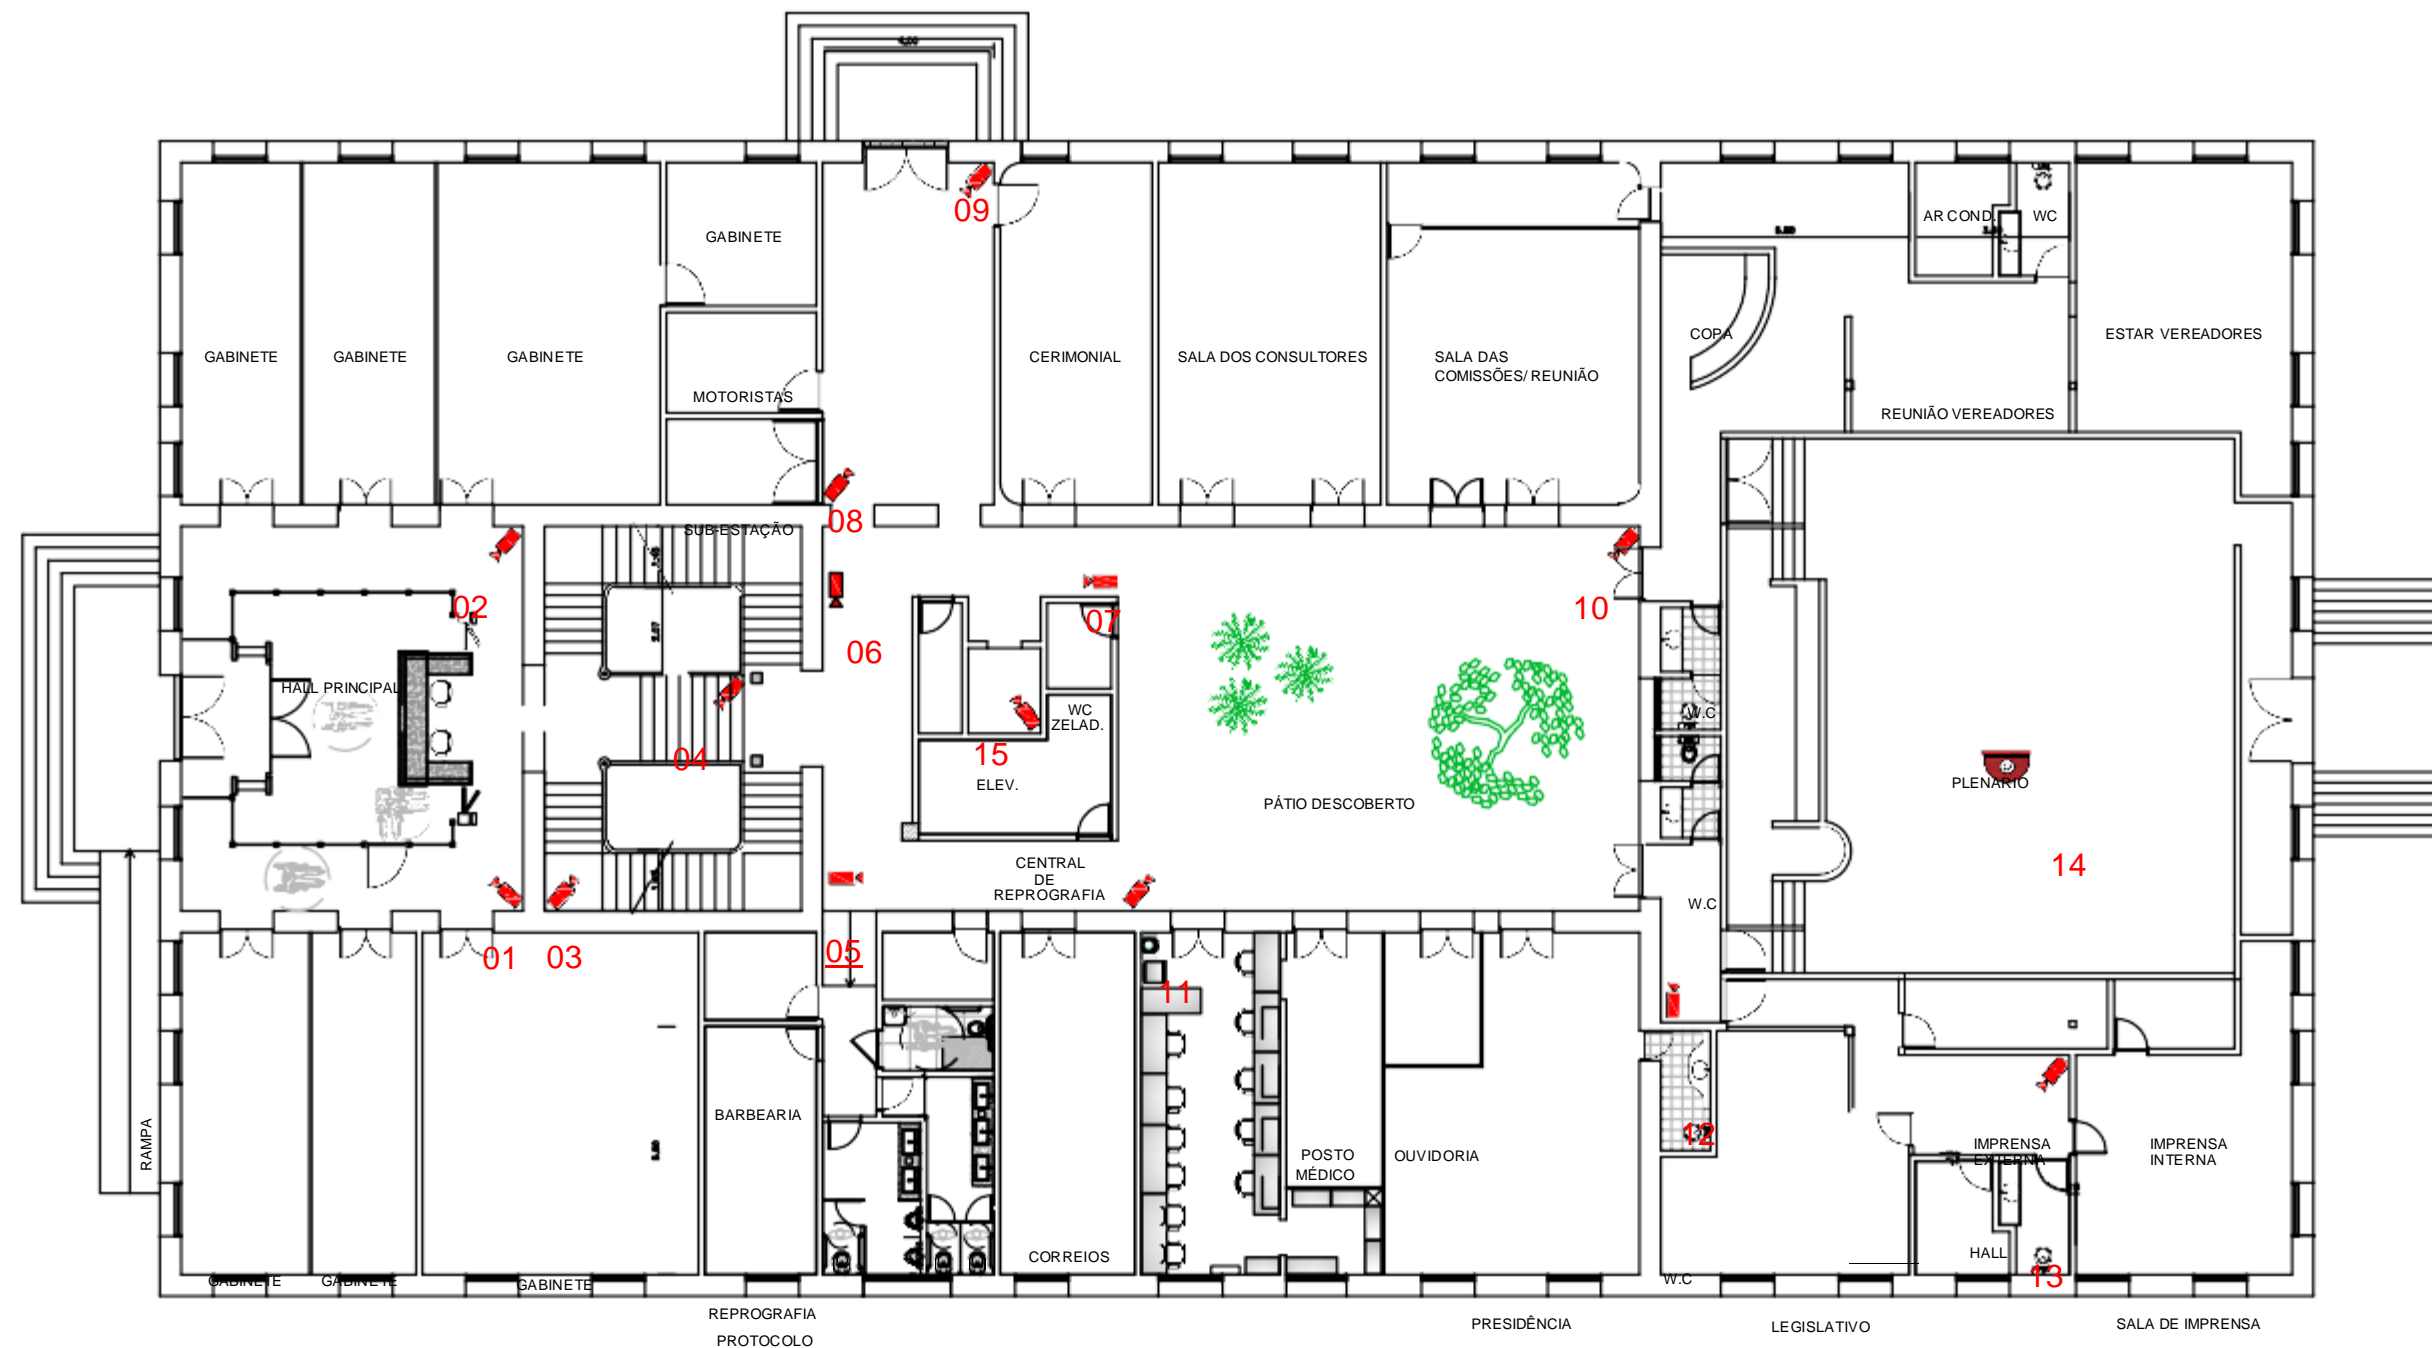 09
AR COND.
WC
GABINETE
COPA
ESTAR VEREADORES
GABINETE
GABINETE
GABINETE
CERIMONIAL
SALA DOS CONSULTORES
SALA DAS
COMISSÕES/ REUNIÃO
MOTORISTAS
REUNIÃO VEREADORES
08
SUB-ESTAÇÃO
02
07
10
06
HALL PRINCIPAL
WC
ZELAD.
W.C
04
15
ELEV.
PÁTIO DESCOBERTO
PLENARIO
14
CENTRAL
DE
REPROGRAFIA
W.C
01
03
05
11
RAMPA
BARBEARIA
12
POSTO
MÉDICO
OUVIDORIA
IMPRENSA
EXTERNA
IMPRENSA
INTERNA
CORREIOS
HALL
13
GABINETE
GABINETE
GABINETE
W.C
REPROGRAFIA
PROTOCOLO
PRESIDÊNCIA
LEGISLATIVO
SALA DE IMPRENSA